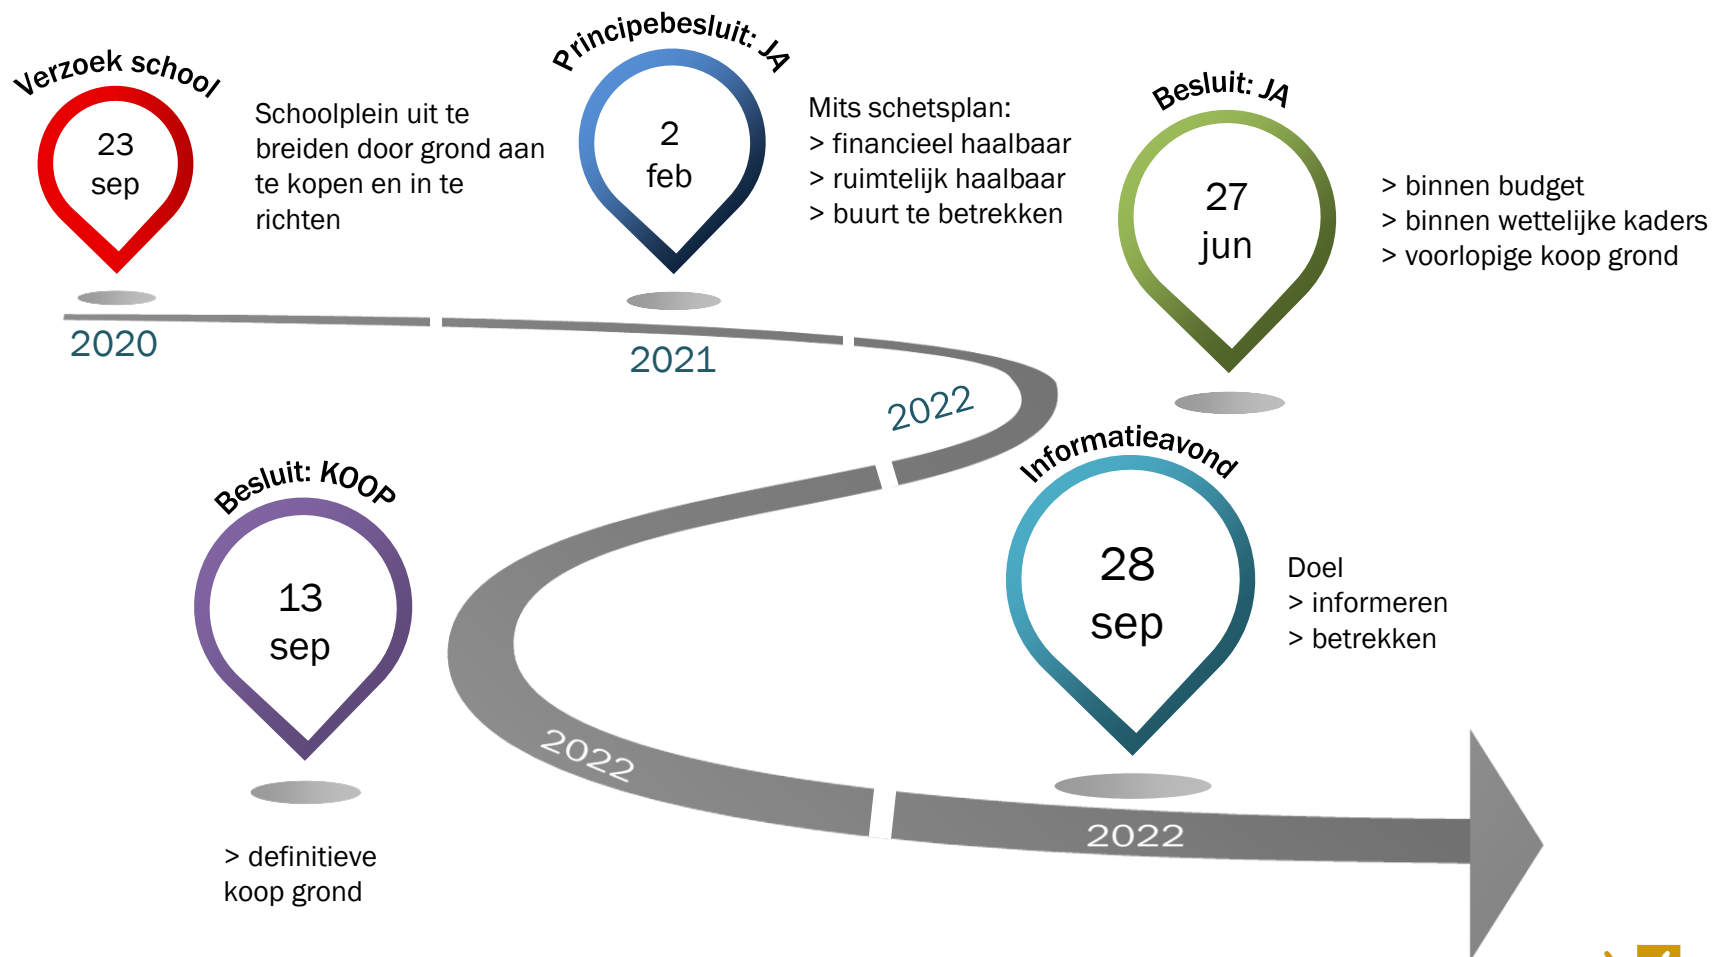 Verzoek school
23
sep
Schoolplein uit te
breiden door grond aan
te kopen en in te
richten
2020
Principebesluit: JA
2
feb
Mits schetsplan:
> financieel haalbaar
> ruimtelijk haalbaar
> buurt te betrekken
2021
Besluit: JA
27
jun
> binnen budget
> binnen wettelijke kaders
> voorlopige koop grond
2022
Besluit: KOOP
13
sep
> definitieve
koop grond
2022
Informatieavond
28
sep
Doel
> informeren
> betrekken
2022